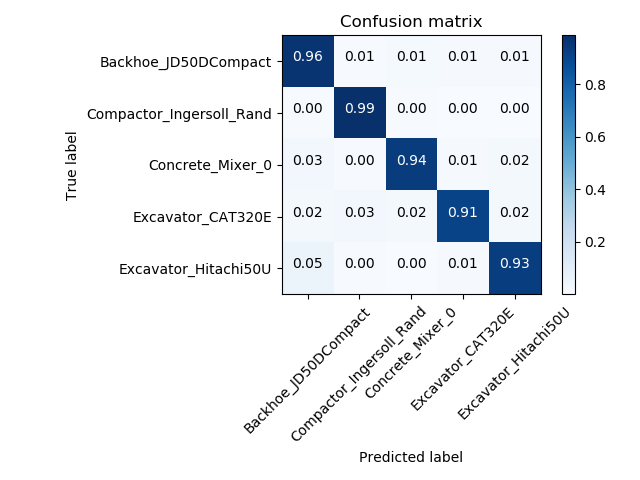 Confusion matrix
Backhoe_JD50DCompact 0.96 0.01 0.01 0.01 0.01
Compactor_Ingersoll_Rand 0.00 0.99 0.00 0.00 0.00
Concrete_Mixer_0 0.03 0.00 0.94 0.01 0.02
Excavator_CAT320E 0.02 0.03 0.02 0.91 0.02
Excavator_Hitachi50U 0.05 0.00 0.00 0.01 0.93
True label
0.8
0.6
0.4
0.2
Backhoe_JD50DCompact
Compactor_Ingersoll_Rand
Concrete_Mixer_0
Excavator_CAT320E
Excavator_Hitachi50U
Predicted label